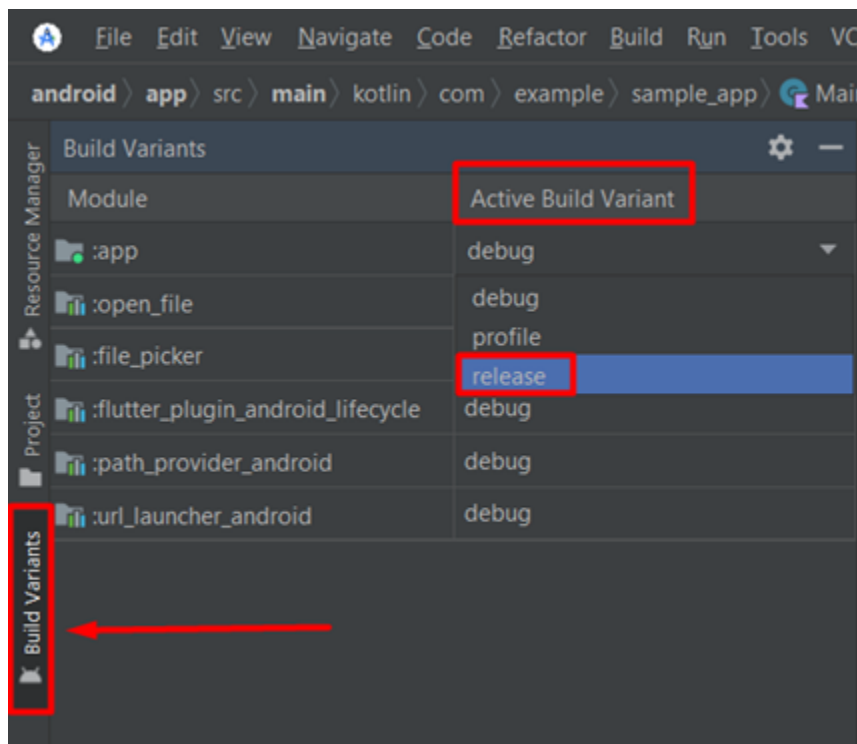 File Edit View Navigate Code Refactor Build Run Tools VC
android 〉 app 〉 src 〉 main 〉 kotlin 〉 com 〉 example 〉 sample_app 〉 Mai
Build Variants
Module Active Build Variant
:app debug
:open_file debug
profile
:file_picker release
:flutter_plugin_android_lifecycle debug
:path_provider_android debug
:url_launcher_android debug
Resource Manager
Project
Build Variants